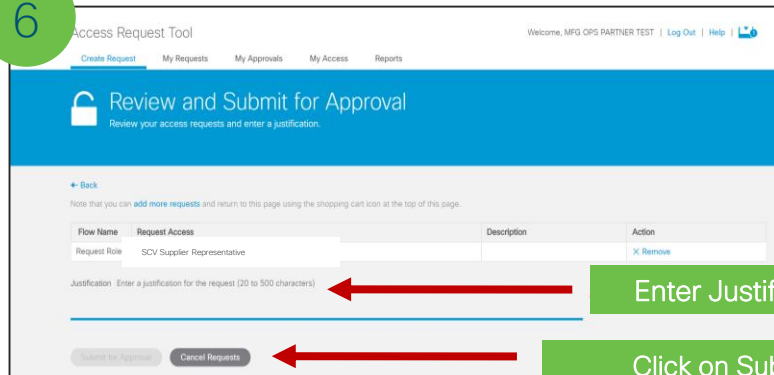 6
Access Request Tool
Welcome, MFG OPS PARTNER TEST | Log Out | Help |
Create Request My Requests My Approvals My Access Reports
Review and Submit for Approval
Review your access requests and enter a justification.
← Back
Note that you can add more requests and return to this page using the shopping cart icon at the top of this page.
Flow Name Request Access Description Action
Request Role SCV Supplier Representative × Remove
Justification Enter a justification for the request (20 to 500 characters)
Enter Justif
Submit for Approval Cancel Requests
Click on Sub